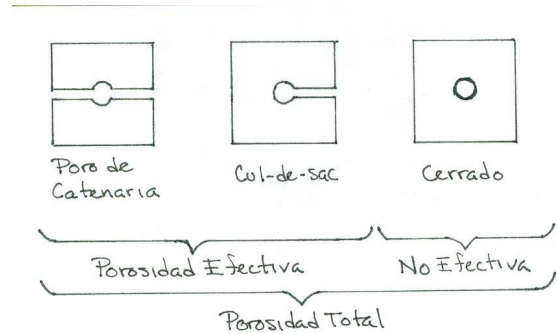 Poro de
Catenaria
Cul-de-sac
Cerrado
Porosidad Efectiva
No Efectiva
Porosidad Total